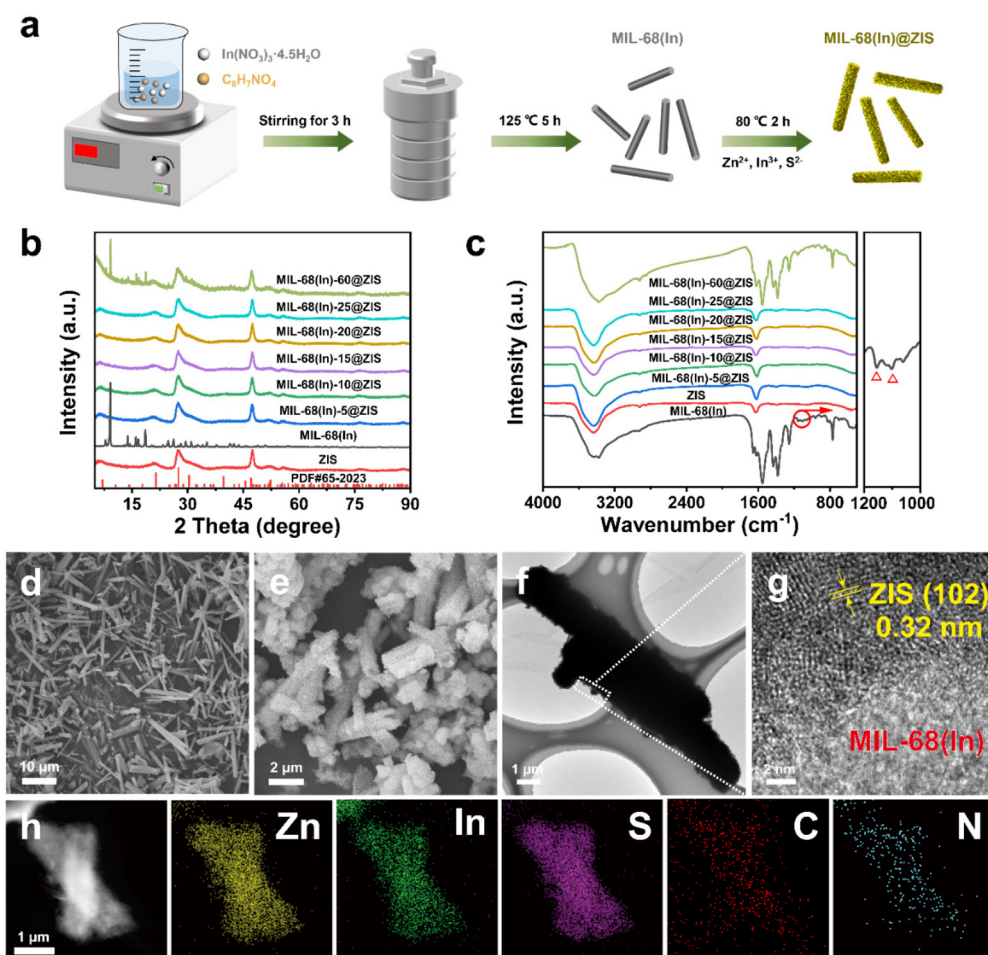 a
In(NO₃)₃·4.5H₂O
C₈H₇NO₄
Stirring for 3 h
125 ℃ 5 h
MIL-68(In)
80 ℃ 2 h
Zn²⁺, In³⁺, S²⁻
MIL-68(In)@ZIS
b
Intensity (a.u.)
MIL-68(In)-60@ZIS
MIL-68(In)-25@ZIS
MIL-68(In)-20@ZIS
MIL-68(In)-15@ZIS
MIL-68(In)-10@ZIS
MIL-68(In)-5@ZIS
MIL-68(In)
ZIS
PDF#65-2023
15 30 45 60 75 90
2 Theta (degree)
c
Intensity (a.u.)
MIL-68(In)-60@ZIS
MIL-68(In)-25@ZIS
MIL-68(In)-20@ZIS
MIL-68(In)-15@ZIS
MIL-68(In)-10@ZIS
MIL-68(In)-5@ZIS
ZIS
MIL-68(In)
4000 3200 2400 1600 800 1200 1000
Wavenumber (cm⁻¹)
d
10 μm
e
2 μm
f
1 μm
g
ZIS (102)
0.32 nm
MIL-68(In)
2 nm
h
1 μm
Zn
In
S
C
N